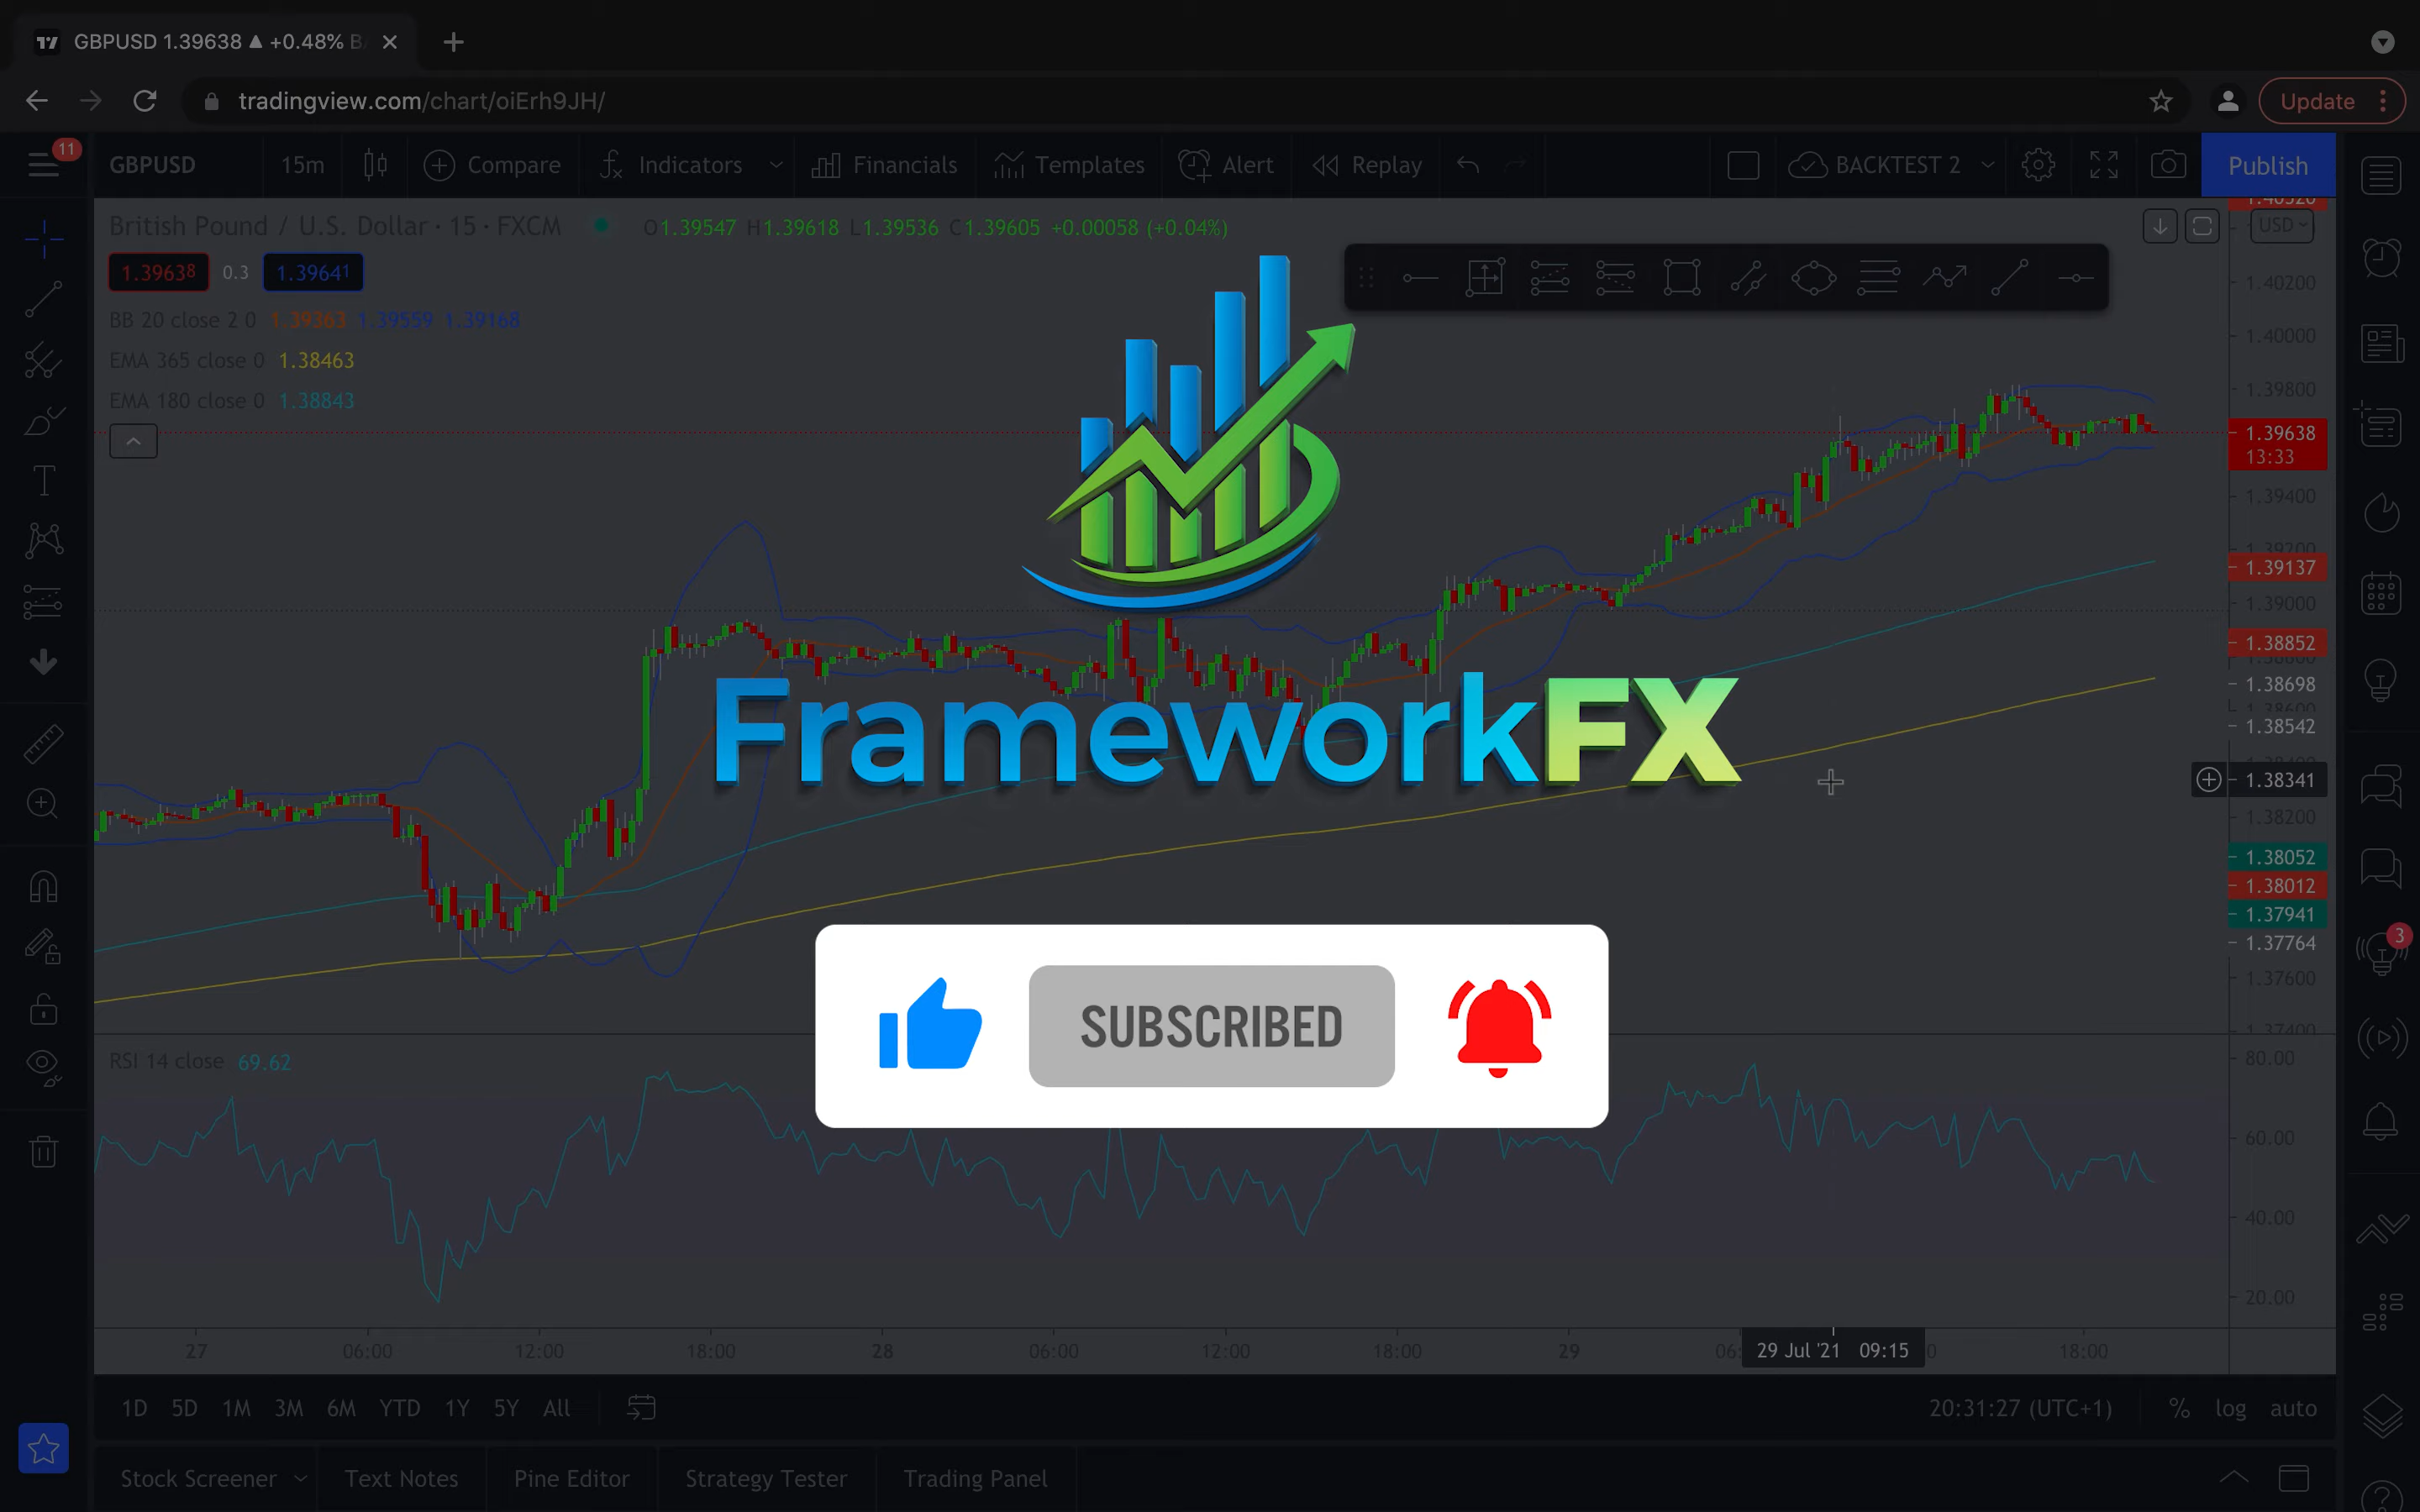 GBPUSD 1.39638 ▲ +0.48%
tradingview.com/chart/oiErh9JH/
Update
11
GBPUSD 15m Compare Indicators Financials Templates Alert Replay BACKTEST 2 Publish
British Pound / U.S. Dollar · 15 · FXCM O1.39547 H1.39618 L1.39536 C1.39605 +0.00058 (+0.04%)
USD
1.39638 0.3 1.39641
BB 20 close 2 0 1.39363 1.39559 1.39168
EMA 365 close 0 1.38463
EMA 180 close 0 1.38843
1.40200
1.40000
1.39800
1.39638
13:33
1.39400
1.39200
1.39137
1.39000
1.38852
1.38698
1.38542
1.38341
1.38200
1.38052
1.38012
1.37941
1.37764
1.37600
1.37400
FrameworkFX
SUBSCRIBED
3
RSI 14 close 69.62
80.00
60.00
40.00
20.00
27 06:00 12:00 18:00 28 06:00 12:00 18:00 29 29 Jul '21 09:15 18:00
1D 5D 1M 3M 6M YTD 1Y 5Y All 20:31:27 (UTC+1) % log auto
Stock Screener Text Notes Pine Editor Strategy Tester Trading Panel